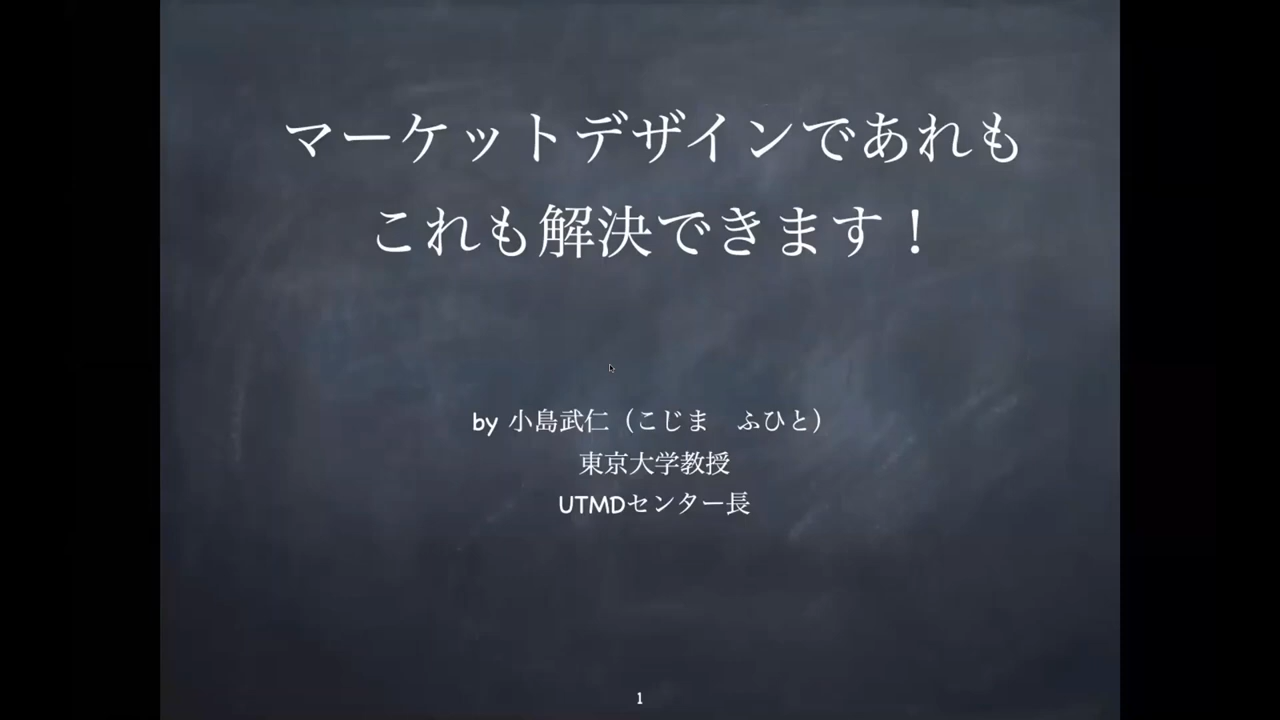 マーケットデザインであれも
これも解決できます！
by 小島武仁（こじま　ふひと）
東京大学教授
UTMDセンター長
1